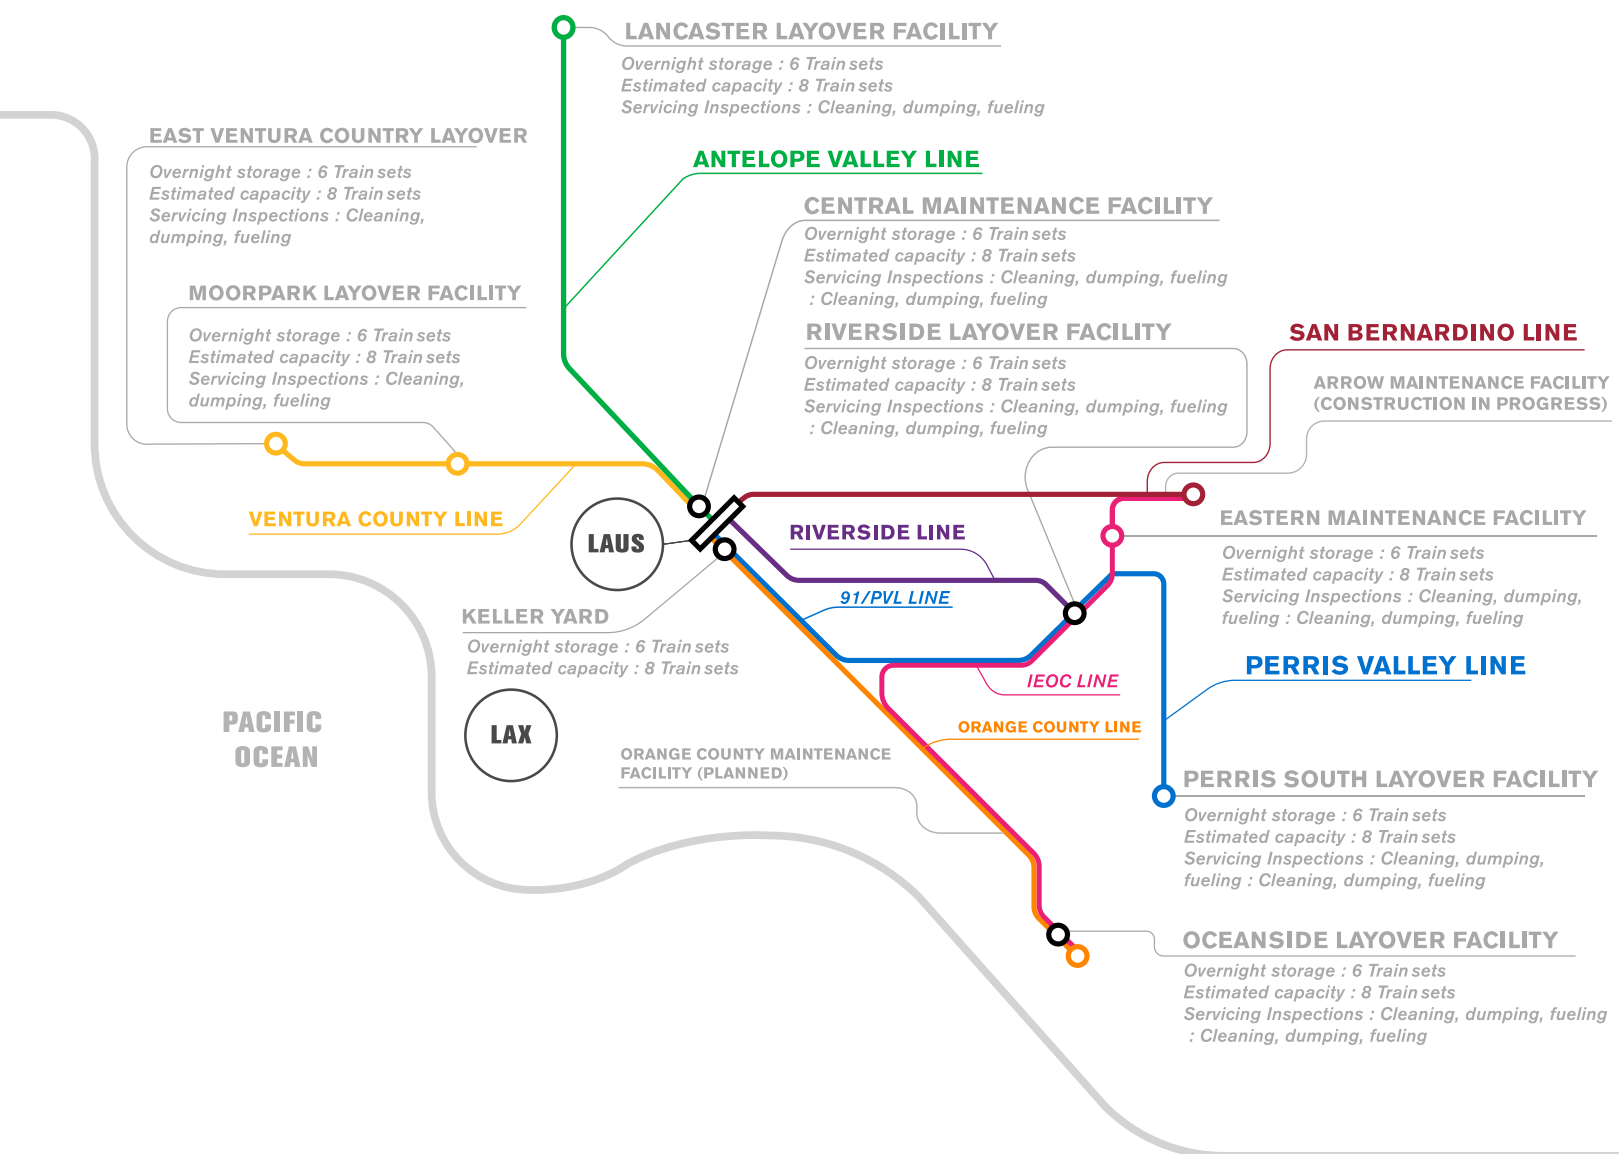 LANCASTER LAYOVER FACILITY
Overnight storage : 6 Train sets
Estimated capacity : 8 Train sets
Servicing Inspections : Cleaning, dumping, fueling
EAST VENTURA COUNTRY LAYOVER
Overnight storage : 6 Train sets
Estimated capacity : 8 Train sets
Servicing Inspections : Cleaning,
dumping, fueling
ANTELOPE VALLEY LINE
CENTRAL MAINTENANCE FACILITY
Overnight storage : 6 Train sets
Estimated capacity : 8 Train sets
Servicing Inspections : Cleaning, dumping, fueling
: Cleaning, dumping, fueling
MOORPARK LAYOVER FACILITY
Overnight storage : 6 Train sets
Estimated capacity : 8 Train sets
Servicing Inspections : Cleaning,
dumping, fueling
RIVERSIDE LAYOVER FACILITY
Overnight storage : 6 Train sets
Estimated capacity : 8 Train sets
Servicing Inspections : Cleaning, dumping, fueling
: Cleaning, dumping, fueling
SAN BERNARDINO LINE
ARROW MAINTENANCE FACILITY
(CONSTRUCTION IN PROGRESS)
VENTURA COUNTY LINE
LAUS
RIVERSIDE LINE
EASTERN MAINTENANCE FACILITY
Overnight storage : 6 Train sets
Estimated capacity : 8 Train sets
Servicing Inspections : Cleaning, dumping,
fueling : Cleaning, dumping, fueling
91/PVL LINE
KELLER YARD
Overnight storage : 6 Train sets
Estimated capacity : 8 Train sets
IEOC LINE
PERRIS VALLEY LINE
PACIFIC
OCEAN
LAX
ORANGE COUNTY LINE
ORANGE COUNTY MAINTENANCE
FACILITY (PLANNED)
PERRIS SOUTH LAYOVER FACILITY
Overnight storage : 6 Train sets
Estimated capacity : 8 Train sets
Servicing Inspections : Cleaning, dumping,
fueling : Cleaning, dumping, fueling
OCEANSIDE LAYOVER FACILITY
Overnight storage : 6 Train sets
Estimated capacity : 8 Train sets
Servicing Inspections : Cleaning, dumping, fueling
: Cleaning, dumping, fueling